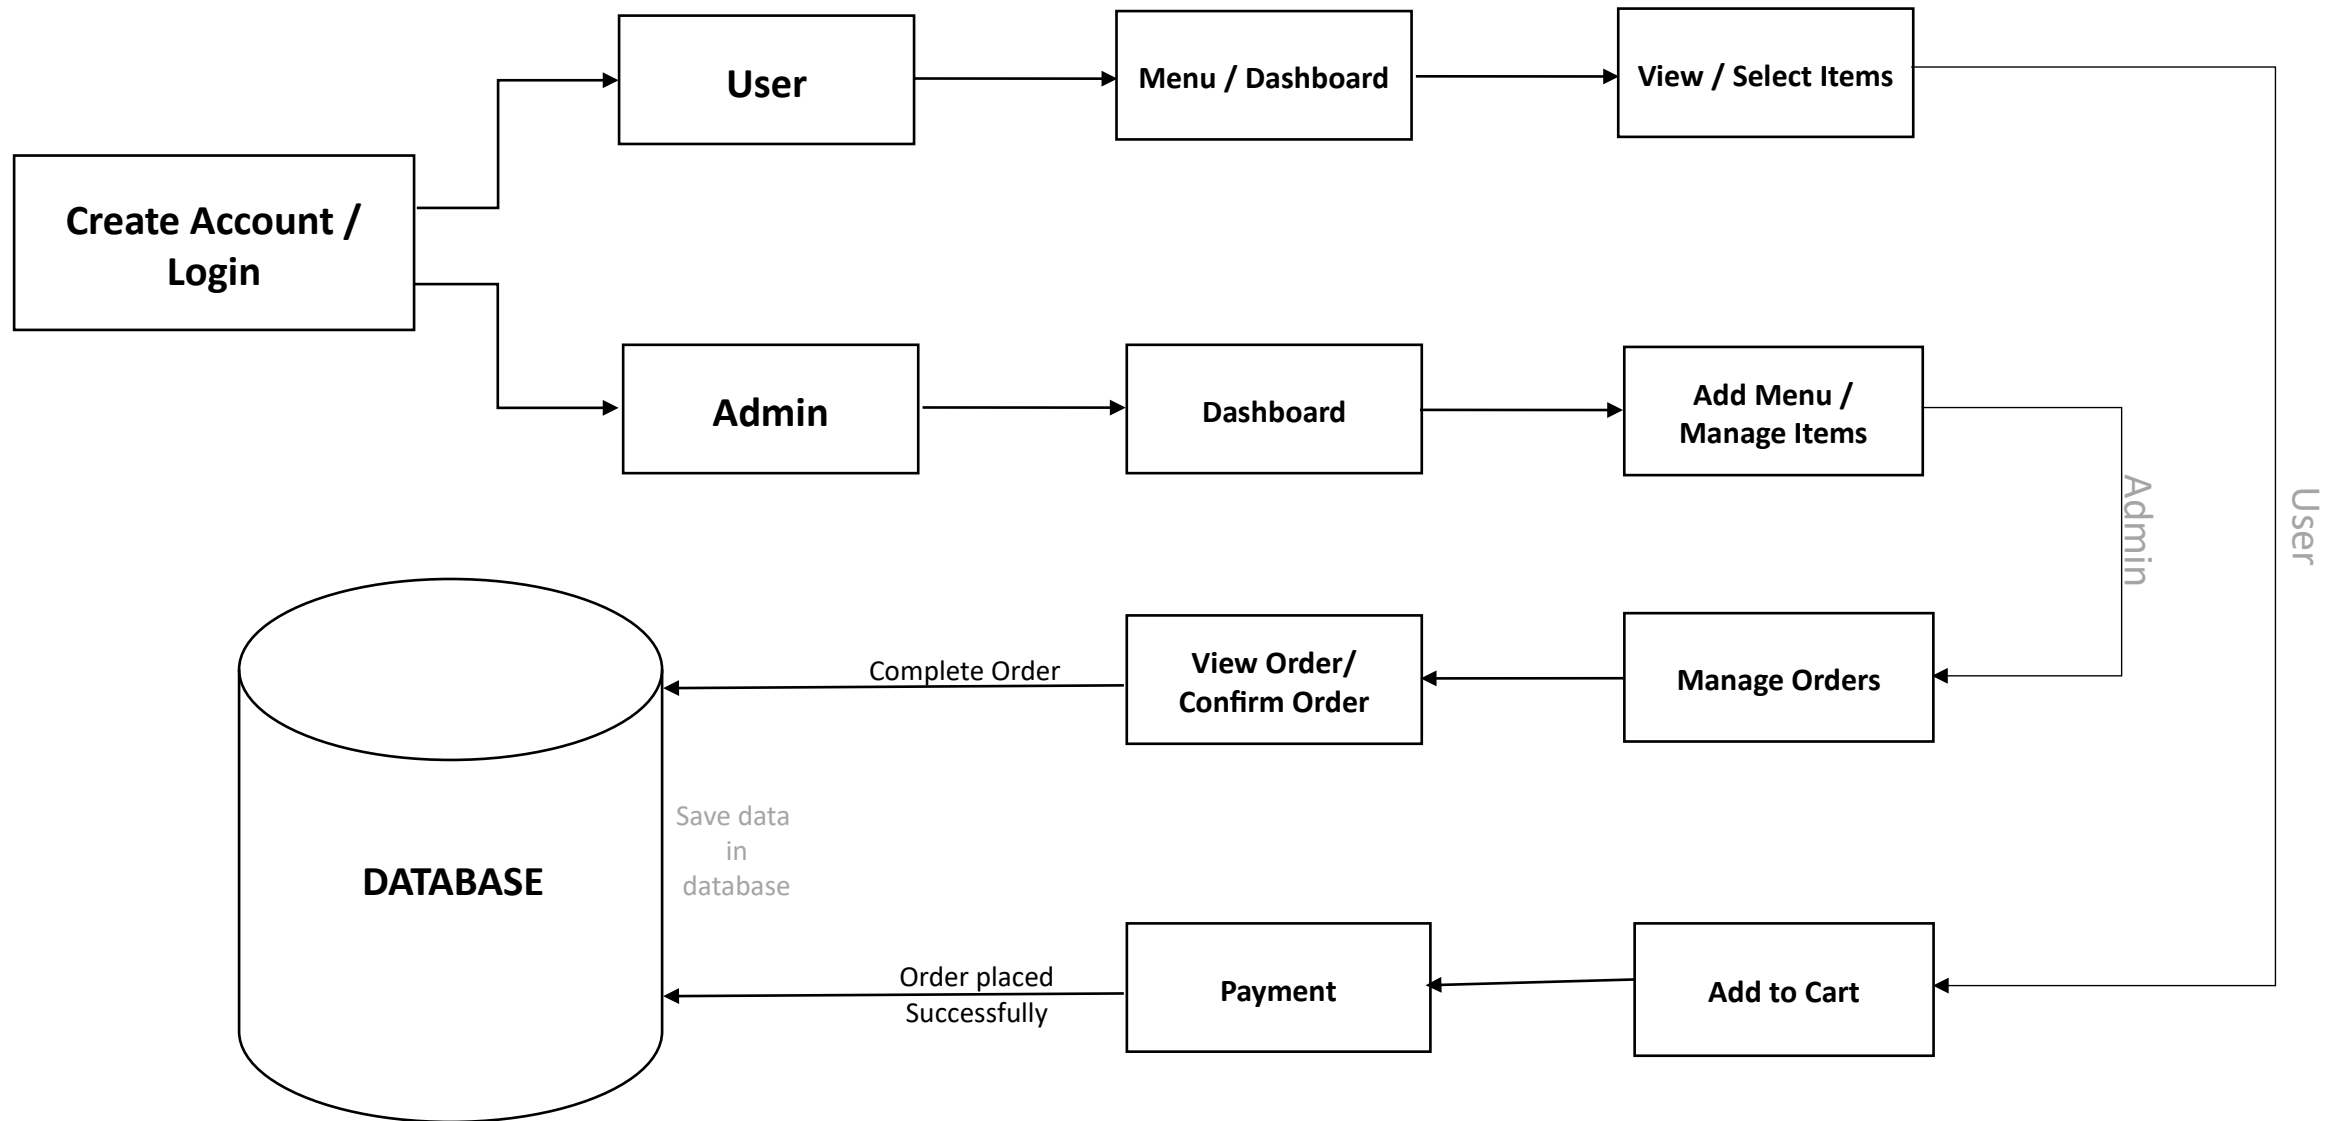 User
Menu / Dashboard
View / Select Items
Create Account /
Login
Admin
Dashboard
Add Menu /
Manage Items
Admin
User
Complete Order
View Order/
Confirm Order
Manage Orders
Save data
in
database
DATABASE
Order placed
Successfully
Payment
Add to Cart